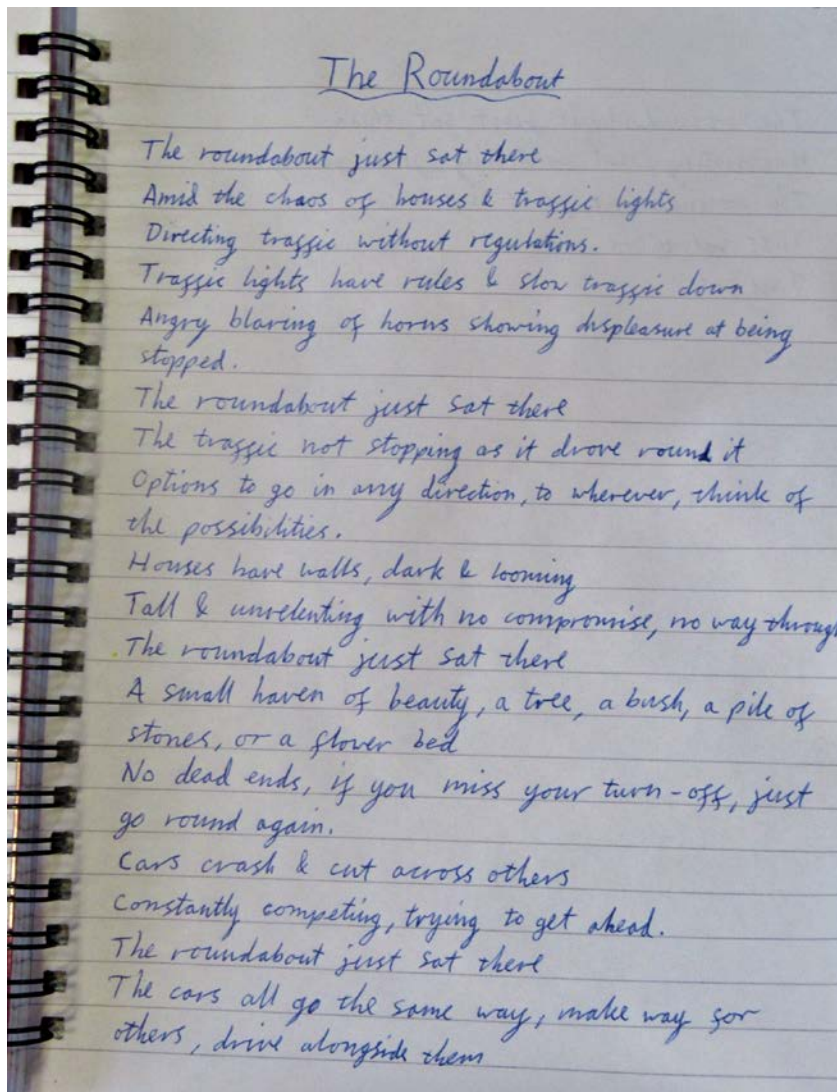 The Roundabout
The roundabout just sat there
Amid the chaos of houses & traffic lights
Directing traffic without regulations.
Traffic lights have rules & slow traffic down
Angry blaring of horns showing displeasure at being
stopped.
The roundabout just sat there
The traffic not stopping as it drove round it
Options to go in any direction, to wherever, think of
the possibilities.
Houses have walls, dark & looming
Tall & unrelenting with no compromise, no way through
The roundabout just sat there
A small haven of beauty, a tree, a bush, a pile of
stones, or a flower bed
No dead ends, if you miss your turn-off, just
go round again.
Cars crash & cut across others
Constantly competing, trying to get ahead.
The roundabout just sat there
The cars all go the same way, make way for
others, drive alongside them